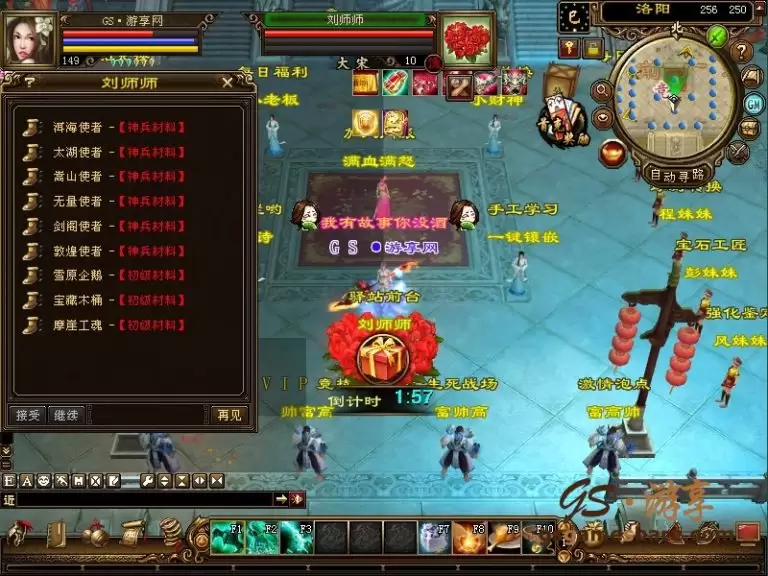 GS·游享网
149
刘师师
大宋
10
洛阳
256 250
北
自动寻路
GM
刘师师
洱海使者 -【神兵材料】
太湖使者 -【神兵材料】
嵩山使者 -【神兵材料】
无量使者 -【神兵材料】
剑阁使者 -【神兵材料】
敦煌使者 -【神兵材料】
雪原企鹅 -【初级材料】
宝藏木桶 -【初级材料】
摩崖工魂 -【初级材料】
接受
继续
再见
每日福利
老板
小财神
满血满怒
手工学习
一键镶嵌
我有故事你没酒
GS ●游享网
驿站前台
刘师师
程妹妹
宝石工匠
彭妹妹
强化鉴定
风妹妹
VIP竞技
生死战场
激情泡点
倒计时 1:57
帅富高
富帅高
富高帅
近
F1
F2
F3
F7
F8
F9
F10
GS·游享